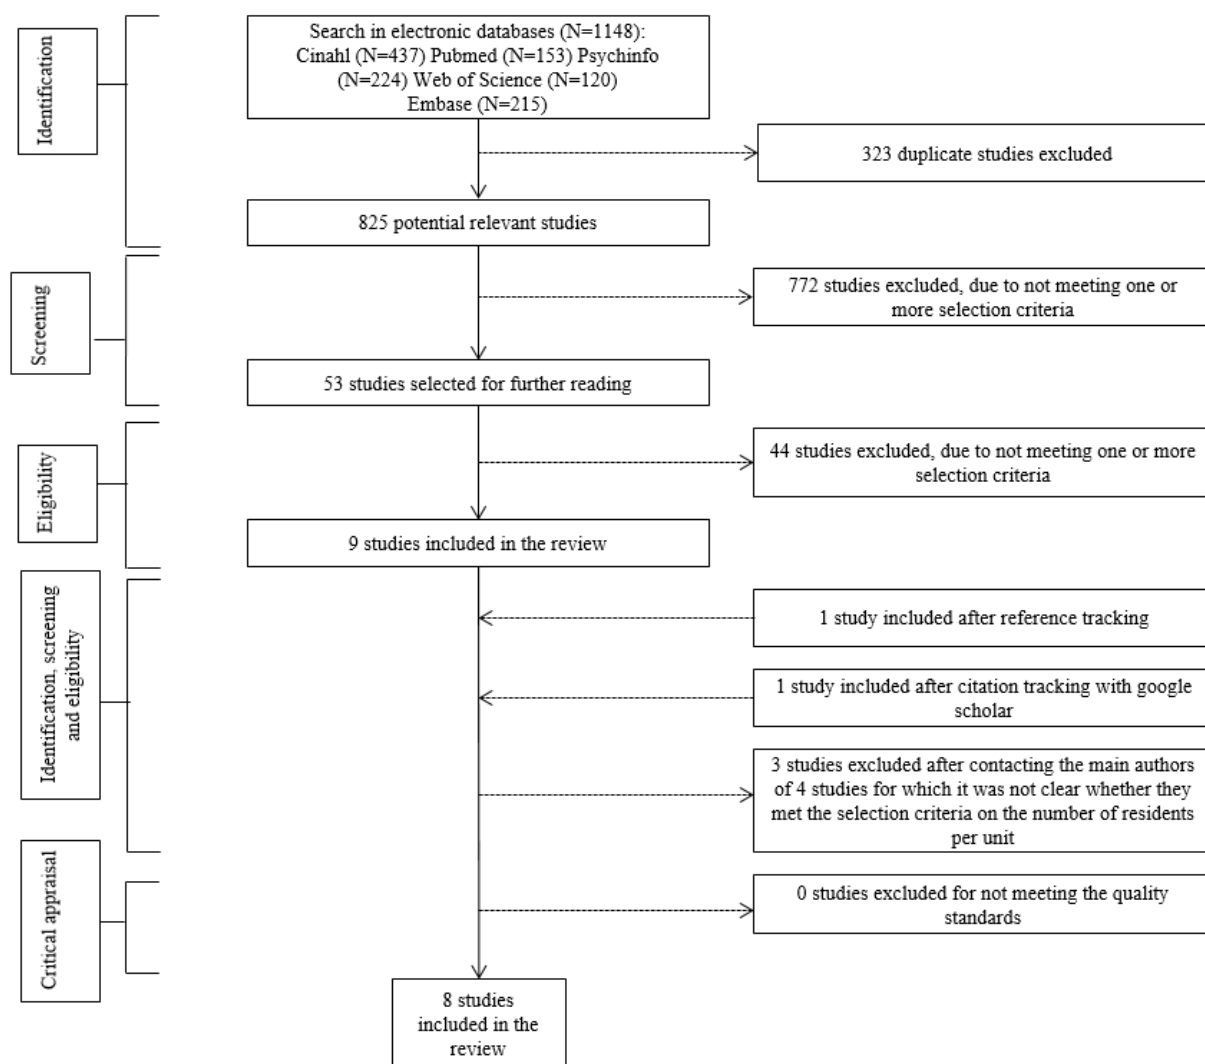 Identification
Search in electronic databases (N=1148):
Cinahl (N=437) Pubmed (N=153) Psychinfo
(N=224) Web of Science (N=120)
Embase (N=215)
323 duplicate studies excluded
825 potential relevant studies
Screening
772 studies excluded, due to not meeting one or
more selection criteria
53 studies selected for further reading
Eligibility
44 studies excluded, due to not meeting one or more
selection criteria
9 studies included in the review
Identification, screening
and eligibility
1 study included after reference tracking
1 study included after citation tracking with google
scholar
3 studies excluded after contacting the main authors
of 4 studies for which it was not clear whether they
met the selection criteria on the number of residents
per unit
Critical appraisal
0 studies excluded for not meeting the quality
standards
8 studies
included in the
review